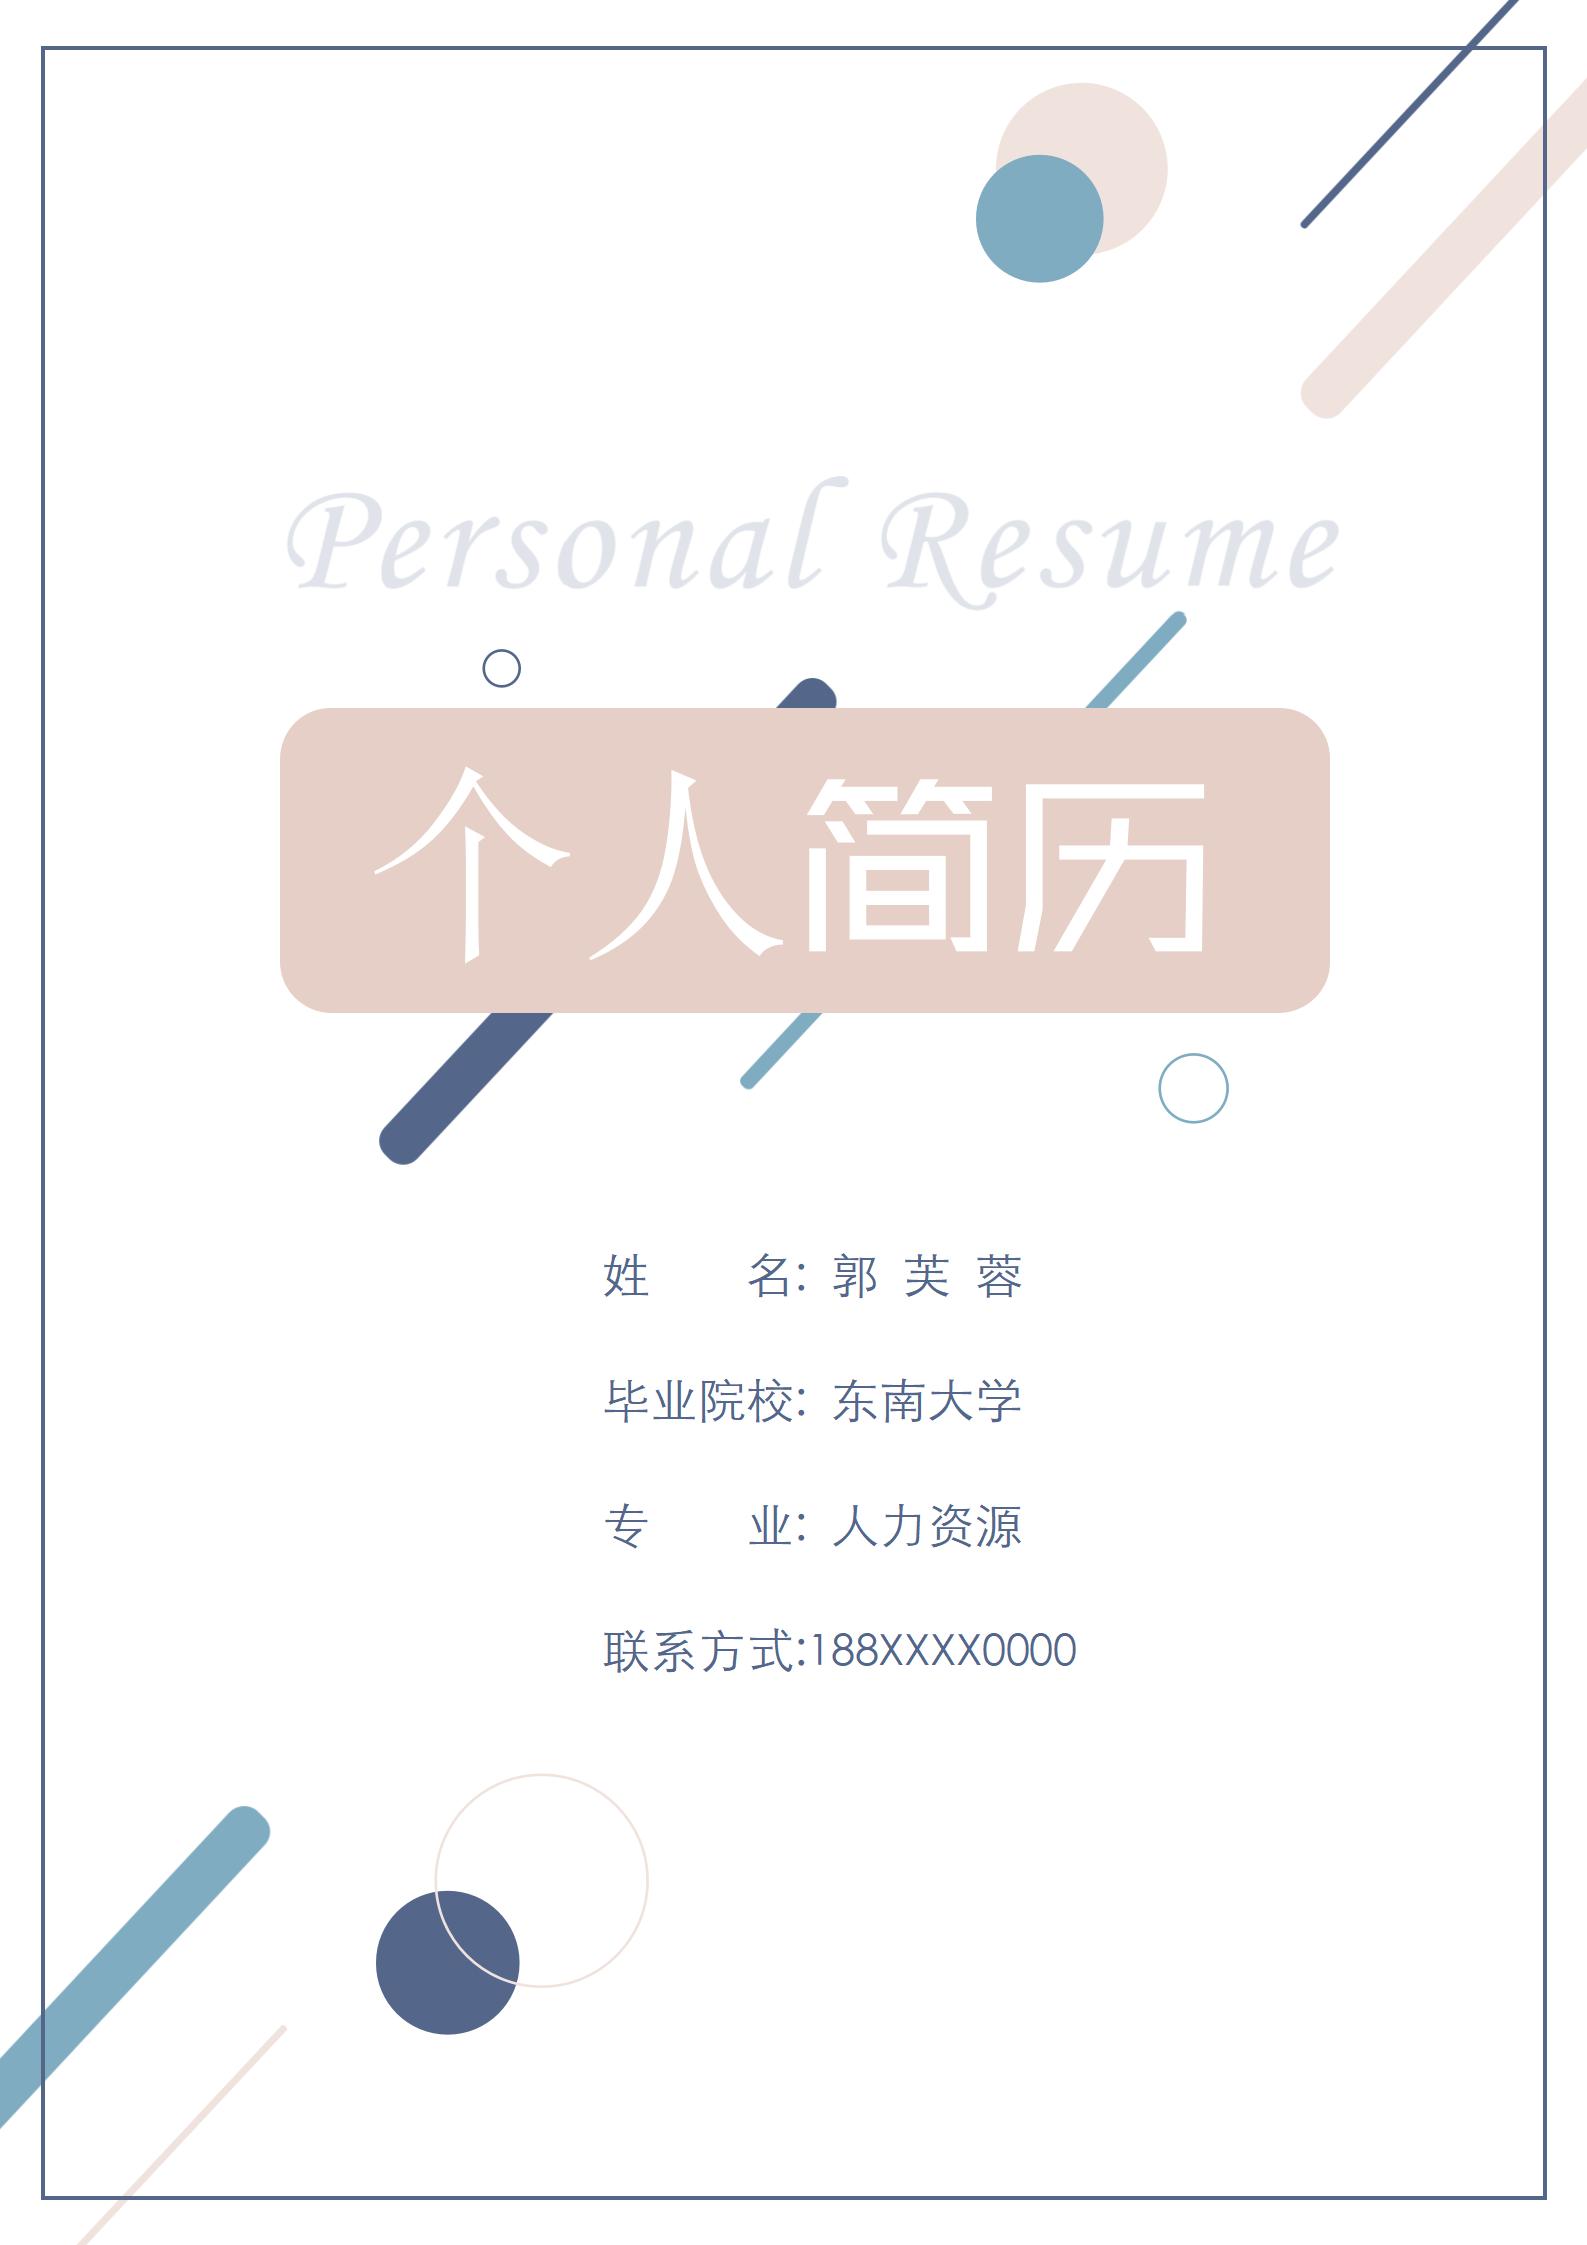 Personal Resume
个人简历
姓　　名：郭 芙 蓉
毕业院校：东南大学
专　　业：人力资源
联系方式:188XXXX0000